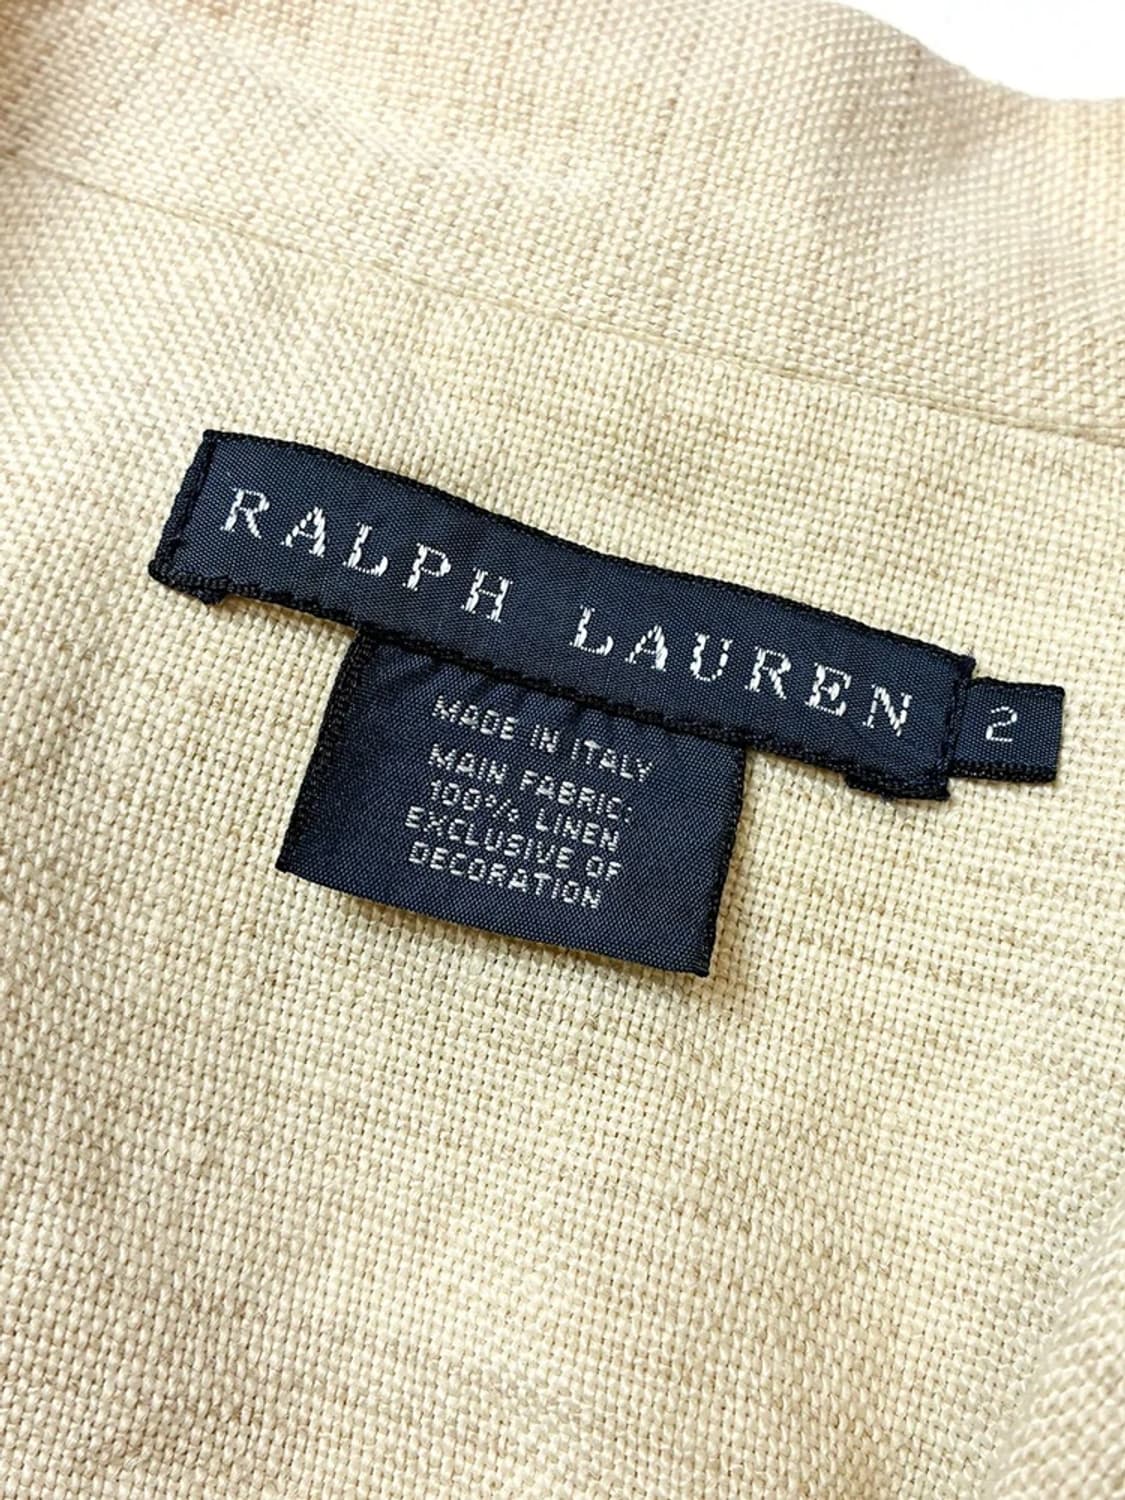 RALPH LAUREN
2
MADE IN ITALY
MAIN FABRIC:
100% LINEN
EXCLUSIVE OF
DECORATION